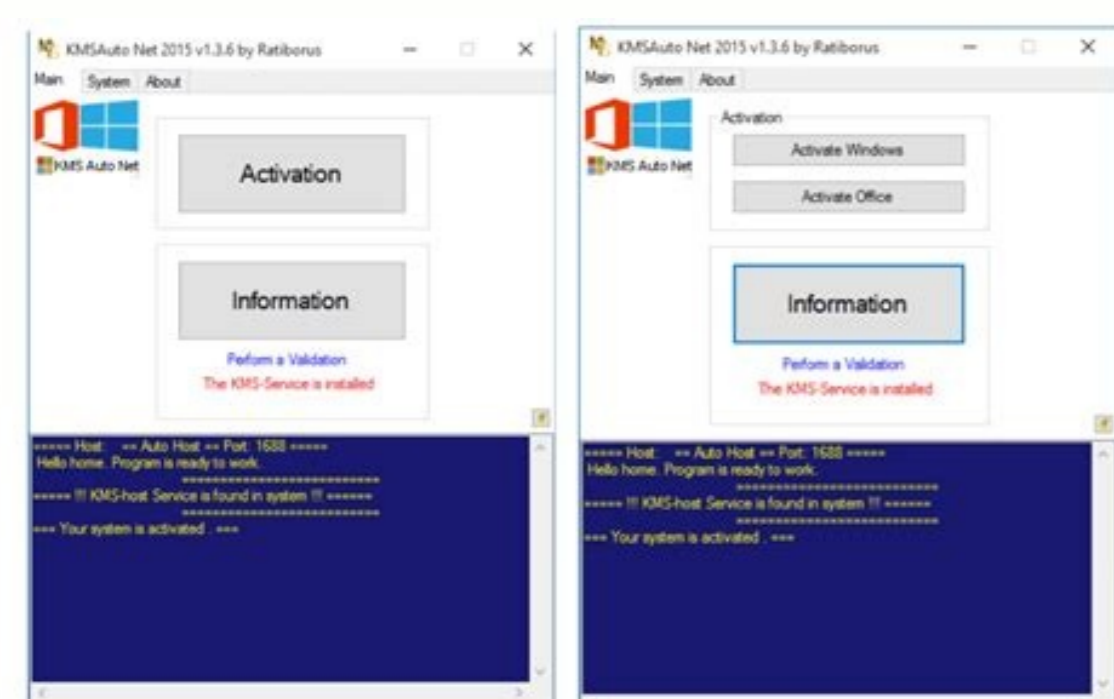 KMSAuto Net 2015 v1.3.6 by Ratiborus
Main System About
KMS Auto Net
Activation
Information
Perform a Validation
The KMS-Service is installed
===== Host: == Auto Host == Port: 1688 =====
Hello home. Program is ready to work.
===== !!! KMS-host Service is found in system !!! ======
=== Your system is activated . ===
KMSAuto Net 2015 v1.3.6 by Ratiborus
Main System About
KMS Auto Net
Activation
Activate Windows
Activate Office
Information
Perform a Validation
The KMS-Service is installed
===== Host: == Auto Host == Port: 1688 =====
Hello home. Program is ready to work.
===== !!! KMS-host Service is found in system !!! ======
=== Your system is activated . ===